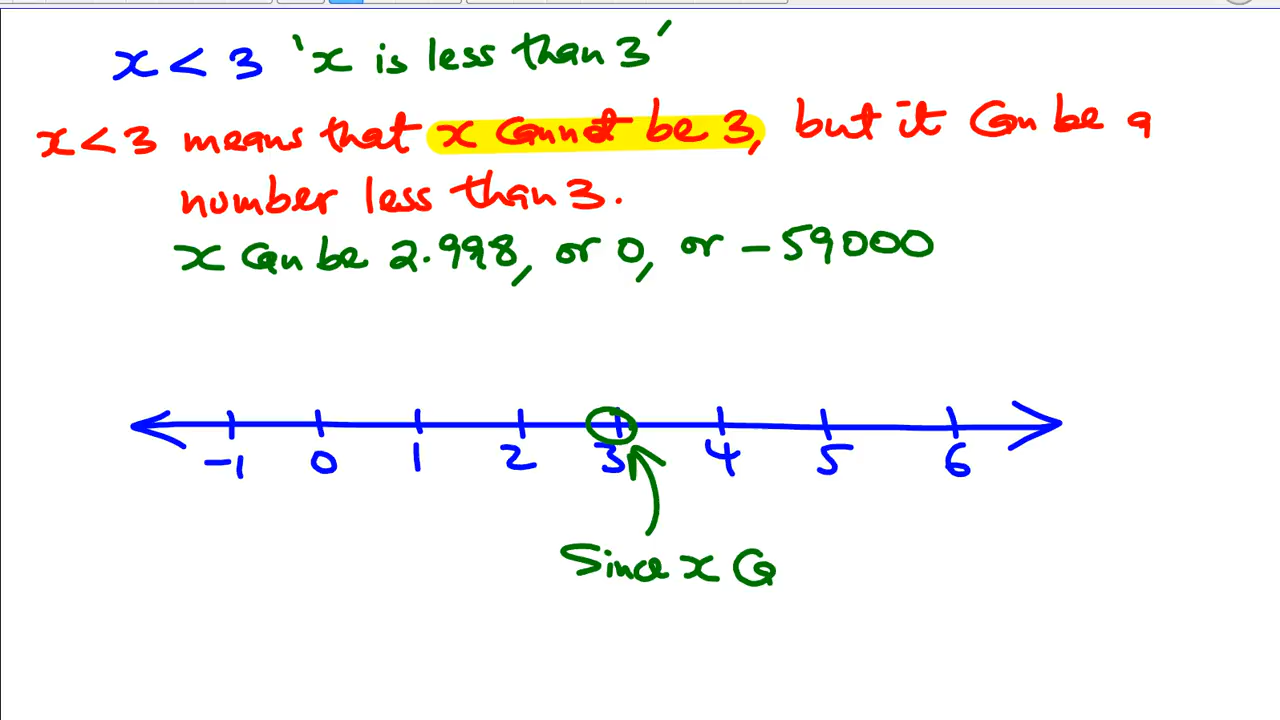 x < 3 'x is less than 3'
x < 3 means that x cannot be 3, but it can be a
number less than 3.
x can be 2.998, or 0, or -59000
-1 0 1 2 3 4 5 6
Since x ca